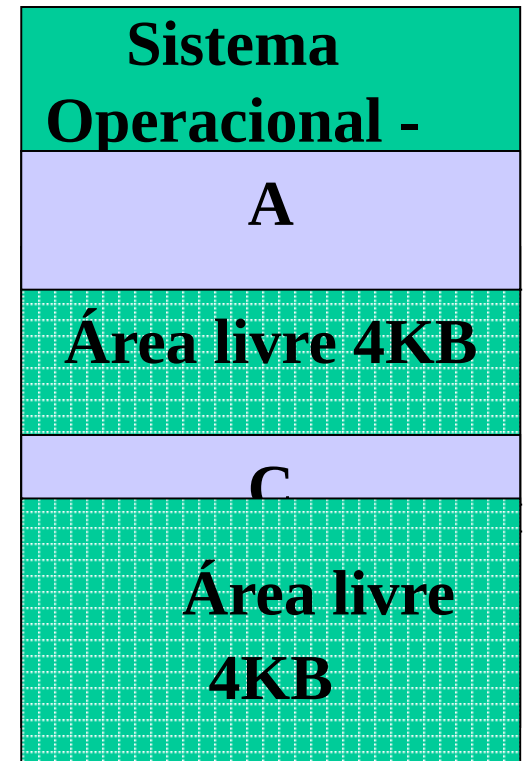 Sistema
Operacional -
A
Área livre 4KB
C
Área livre
4KB